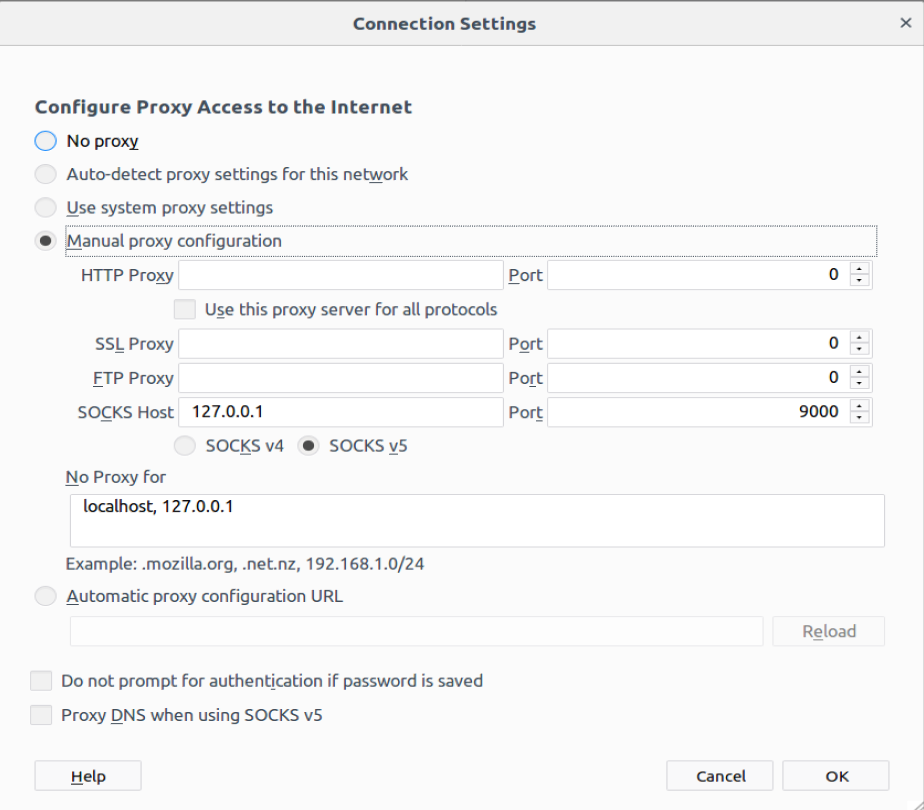 Connection Settings
Configure Proxy Access to the Internet
No proxy
Auto-detect proxy settings for this network
Use system proxy settings
Manual proxy configuration
HTTP Proxy Port 0
Use this proxy server for all protocols
SSL Proxy Port 0
FTP Proxy Port 0
SOCKS Host 127.0.0.1 Port 9000
SOCKS v4 SOCKS v5
No Proxy for
localhost, 127.0.0.1
Example: .mozilla.org, .net.nz, 192.168.1.0/24
Automatic proxy configuration URL
Reload
Do not prompt for authentication if password is saved
Proxy DNS when using SOCKS v5
Help Cancel OK